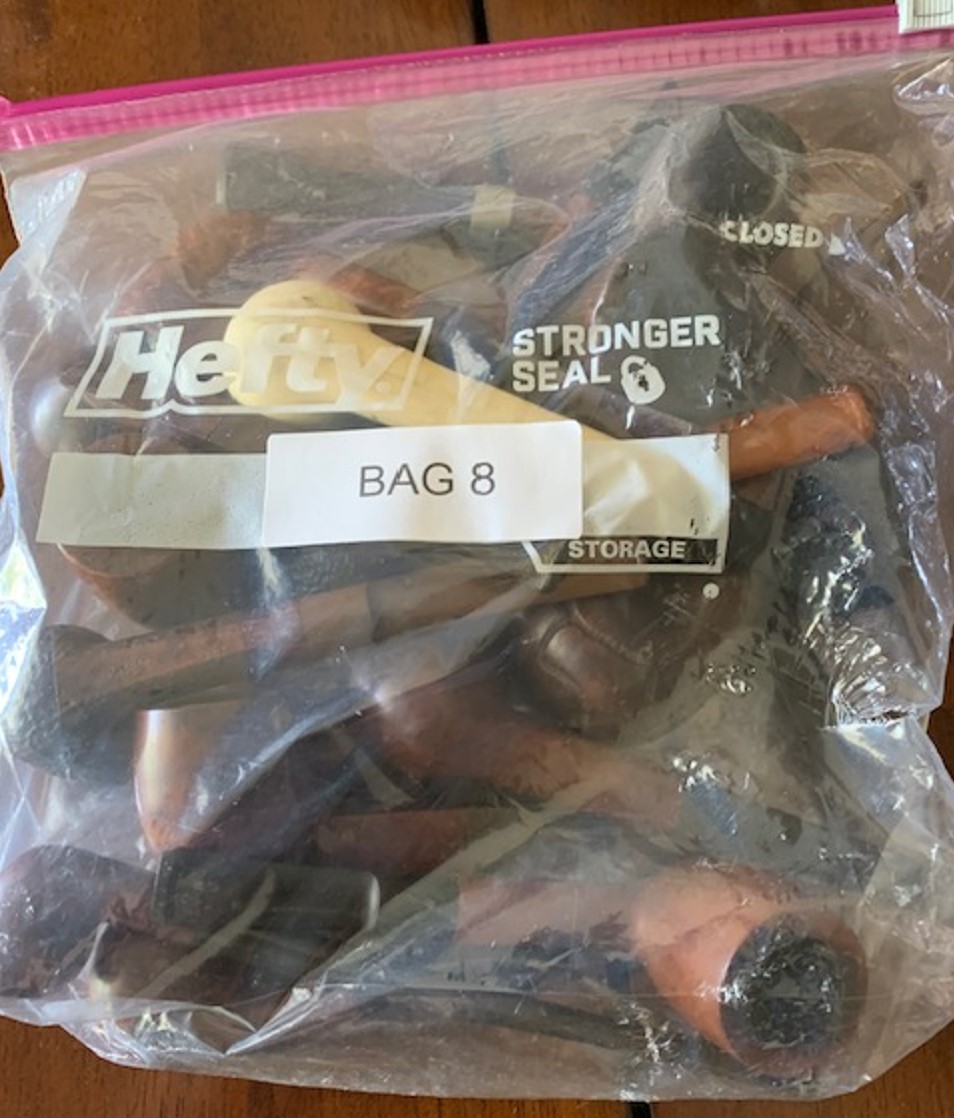 CLOSED
Hefty.
STRONGER
SEAL
BAG 8
STORAGE